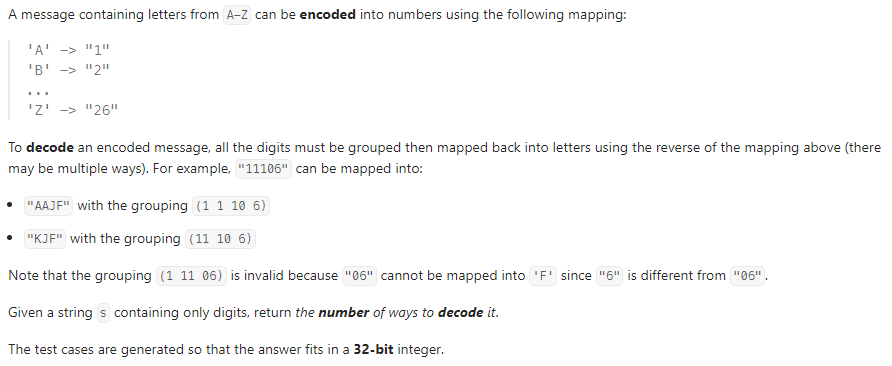 A message containing letters from A-Z can be encoded into numbers using the following mapping:
'A' -> "1"
'B' -> "2"
...
'Z' -> "26"
To decode an encoded message, all the digits must be grouped then mapped back into letters using the reverse of the mapping above (there
may be multiple ways). For example, "11106" can be mapped into:
• "AAJF" with the grouping (1 1 10 6)
• "KJF" with the grouping (11 10 6)
Note that the grouping (1 11 06) is invalid because "06" cannot be mapped into 'F' since "6" is different from "06".
Given a string s containing only digits, return the number of ways to decode it.
The test cases are generated so that the answer fits in a 32-bit integer.